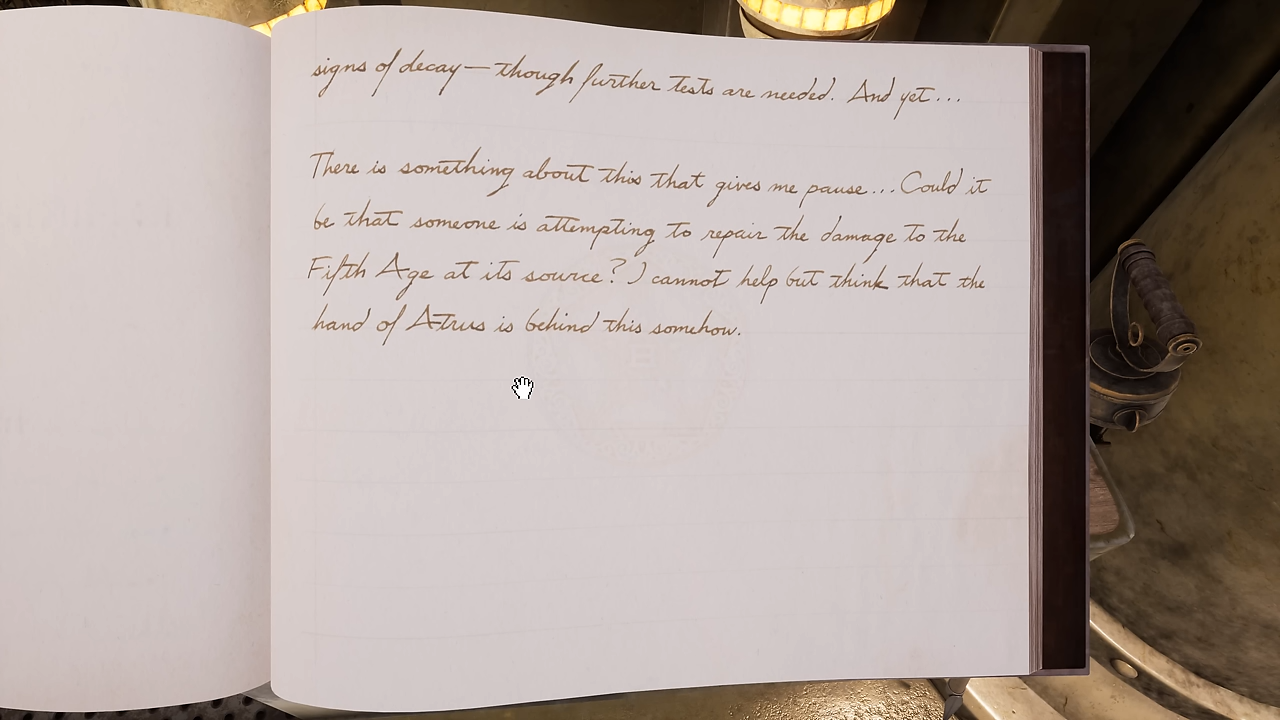 signs of decay—though further tests are needed. And yet...
There is something about this that gives me pause...Could it
be that someone is attempting to repair the damage to the
Fifth Age at its source? I cannot help but think that the
hand of Atrus is behind this somehow.